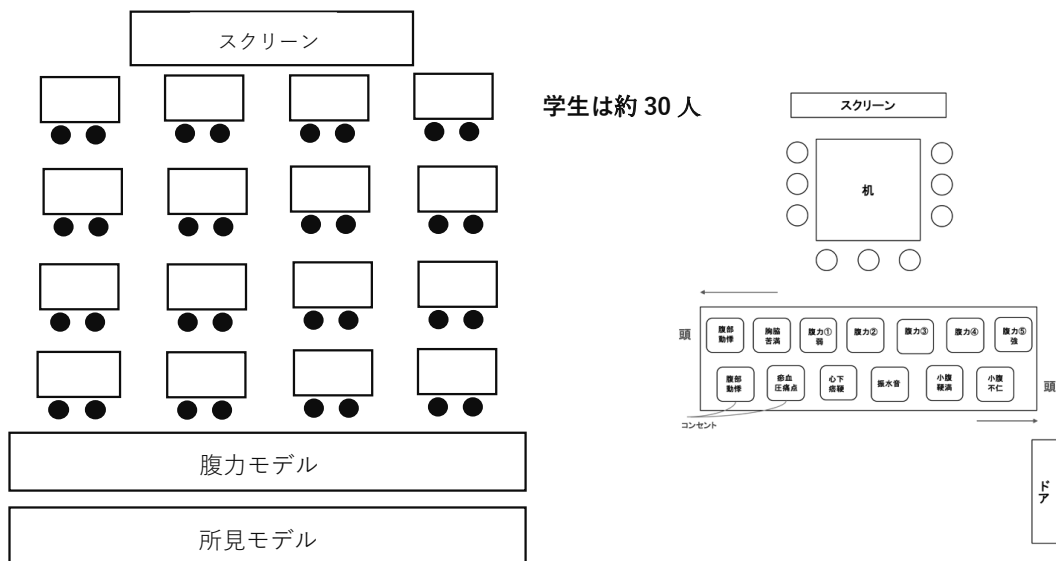 スクリーン
腹力モデル
所見モデル
学生は約 30 人
スクリーン
机
頭
腹部
動悸
胸脇
苦満
腹力①
弱
腹力②
腹力③
腹力④
腹力⑤
強
腹部
動悸
瘀血
圧痛点
心下
痞鞕
振水音
小腹
鞕満
小腹
不仁
頭
コンセント
ドア